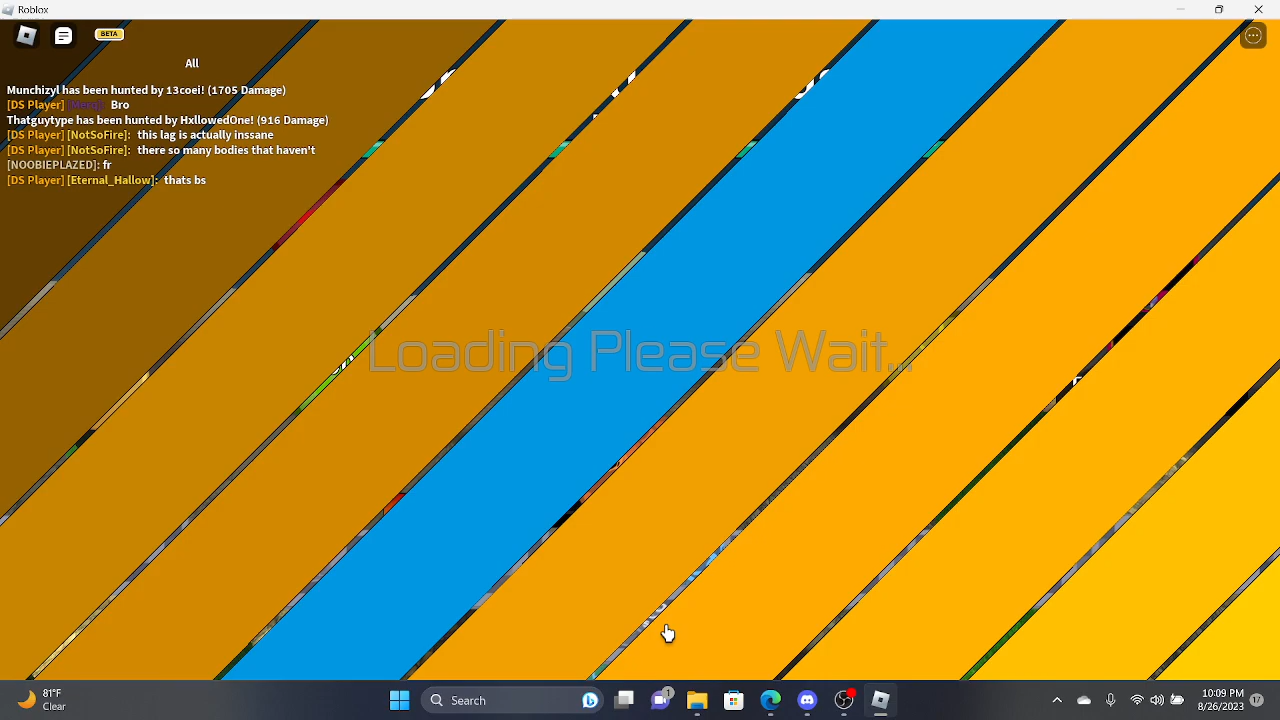 Roblox
BETA
All
Munchizyl has been hunted by 13coei! (1705 Damage)
[DS Player] [Mero]: Bro
Thatguytype has been hunted by HxllowedOne! (916 Damage)
[DS Player] [NotSoFire]: this lag is actually inssane
[DS Player] [NotSoFire]: there so many bodies that haven't
[NOOBIEPLAZED]: fr
[DS Player] [Eternal_Hallow]: thats bs
Loading Please Wait...
81°F
Clear
Search
1
10:09 PM
8/26/2023
17